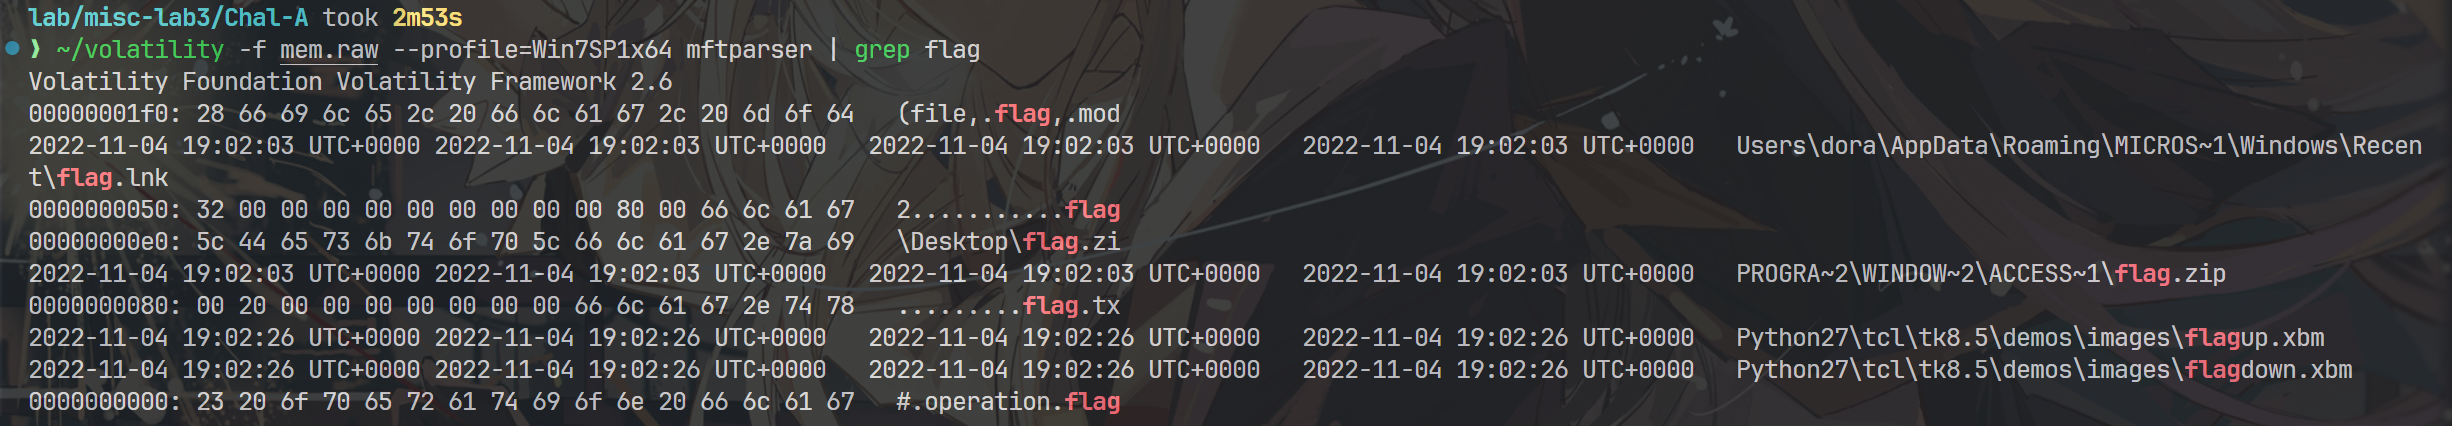 lab/misc-lab3/Chal-A took 2m53s
❱ ~/volatility -f mem.raw --profile=Win7SP1x64 mftparser | grep flag
Volatility Foundation Volatility Framework 2.6
00000001f0: 28 66 69 6c 65 2c 20 66 6c 61 67 2c 20 6d 6f 64   (file,.flag,.mod
2022-11-04 19:02:03 UTC+0000 2022-11-04 19:02:03 UTC+0000   2022-11-04 19:02:03 UTC+0000   2022-11-04 19:02:03 UTC+0000   Users\dora\AppData\Roaming\MICROS~1\Windows\Recen
t\flag.lnk
0000000050: 32 00 00 00 00 00 00 00 00 00 80 00 66 6c 61 67   2...........flag
00000000e0: 5c 44 65 73 6b 74 6f 70 5c 66 6c 61 67 2e 7a 69   \Desktop\flag.zi
2022-11-04 19:02:03 UTC+0000 2022-11-04 19:02:03 UTC+0000   2022-11-04 19:02:03 UTC+0000   2022-11-04 19:02:03 UTC+0000   PROGRA~2\WINDOW~2\ACCESS~1\flag.zip
0000000080: 00 20 00 00 00 00 00 00 00 66 6c 61 67 2e 74 78   .........flag.tx
2022-11-04 19:02:26 UTC+0000 2022-11-04 19:02:26 UTC+0000   2022-11-04 19:02:26 UTC+0000   2022-11-04 19:02:26 UTC+0000   Python27\tcl\tk8.5\demos\images\flagup.xbm
2022-11-04 19:02:26 UTC+0000 2022-11-04 19:02:26 UTC+0000   2022-11-04 19:02:26 UTC+0000   2022-11-04 19:02:26 UTC+0000   Python27\tcl\tk8.5\demos\images\flagdown.xbm
0000000000: 23 20 6f 70 65 72 61 74 69 6f 6e 20 66 6c 61 67   #.operation.flag